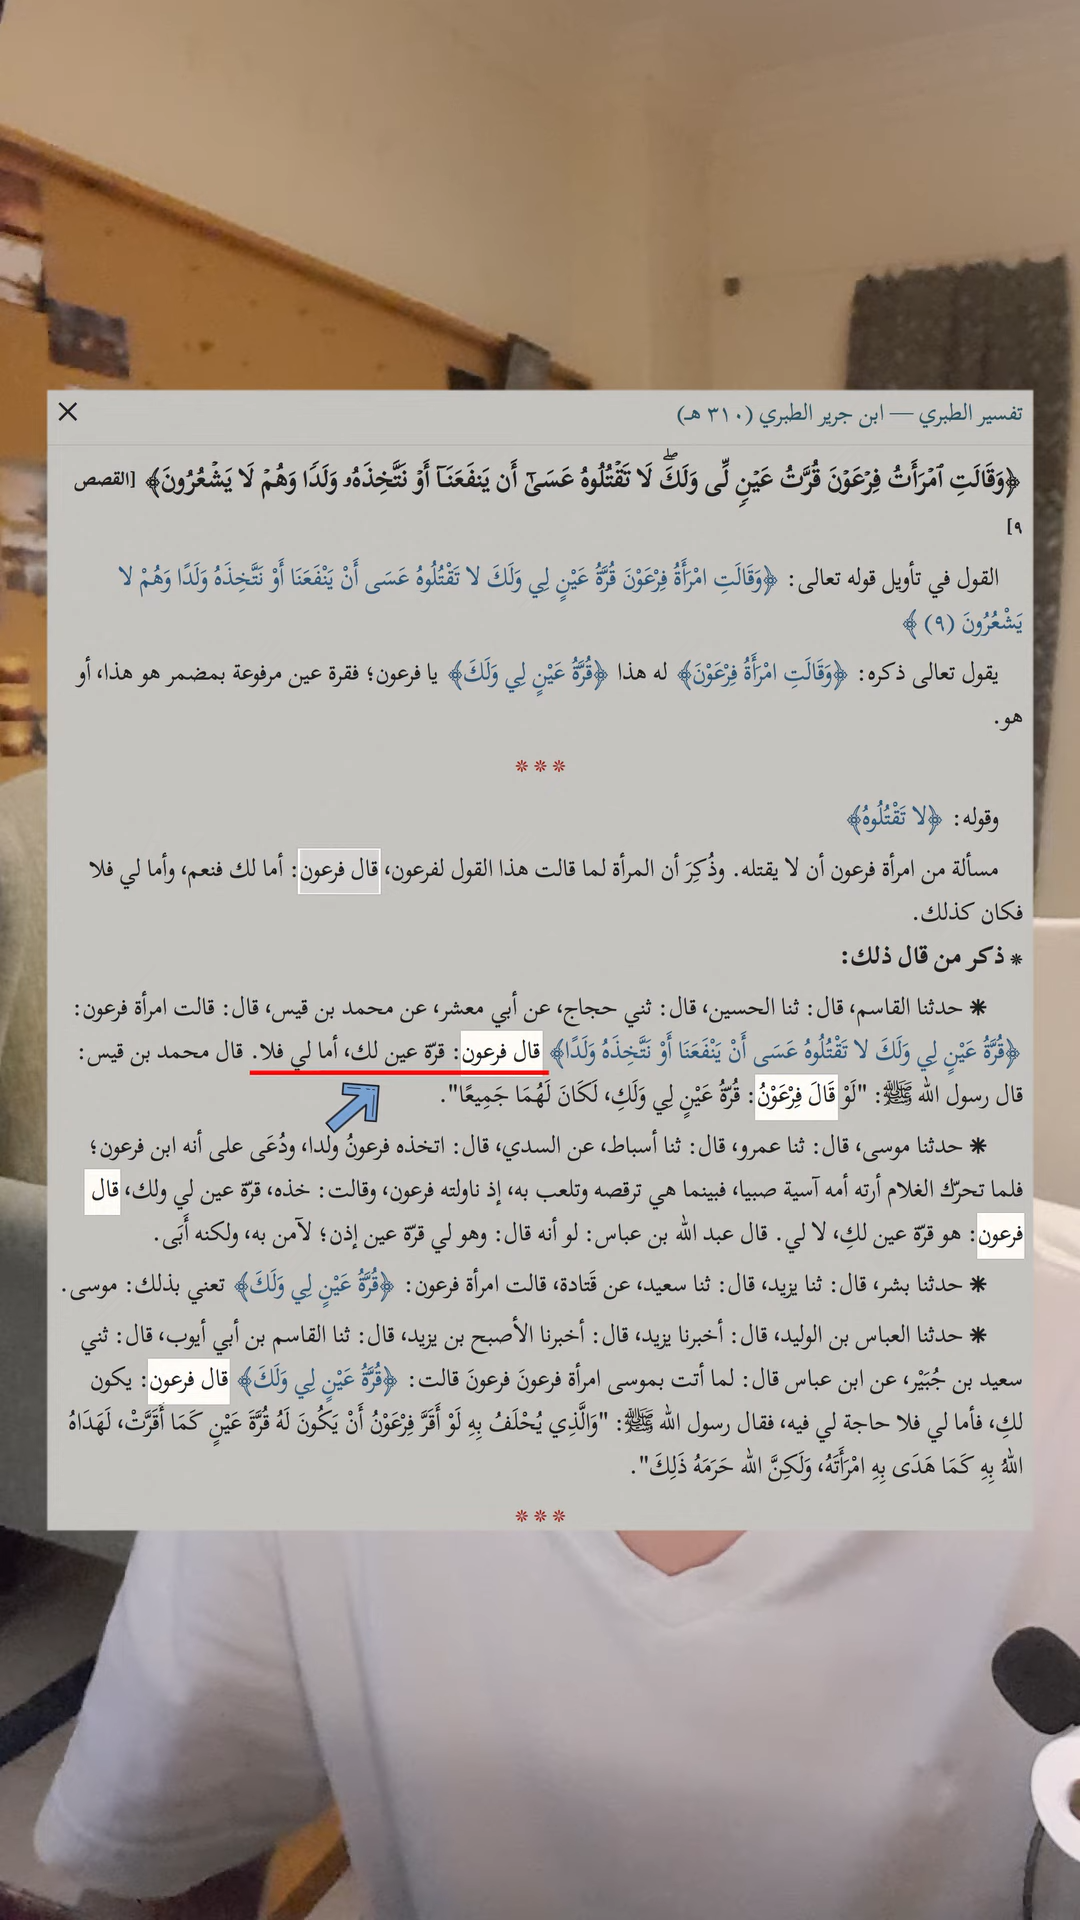 تفسير الطبري — ابن جرير الطبري (٣١٠ هـ)
﴿وَقَالَتِ ٱمۡرَأَتُ فِرۡعَوۡنَ قُرَّتُ عَيۡنٖ لِّي وَلَكَۖ لَا تَقۡتُلُوهُ عَسَىٰٓ أَن يَنفَعَنَآ أَوۡ نَتَّخِذَهُۥ وَلَدٗا وَهُمۡ لَا يَشۡعُرُونَ﴾ [القصص
٩]
القول في تأويل قوله تعالى: ﴿وَقَالَتِ امْرَأَةُ فِرْعَوْنَ قُرَّةُ عَيْنٍ لِي وَلَكَ لا تَقْتُلُوهُ عَسَى أَنْ يَنْفَعَنَا أَوْ نَتَّخِذَهُ وَلَدًا وَهُمْ لا
يَشْعُرُونَ (٩) ﴾
يقول تعالى ذكره: ﴿وَقَالَتِ امْرَأَةُ فِرْعَوْنَ﴾ له هذا ﴿قُرَّةُ عَيْنٍ لِي وَلَكَ﴾ يا فرعون؛ فقرة عين مرفوعة بمضمر هو هذا، أو
هو.
❊ ❊ ❊
وقوله: ﴿لا تَقْتُلُوهُ﴾
مسألة من امرأة فرعون أن لا يقتله. وذُكِرَ أن المرأة لما قالت هذا القول لفرعون، قال فرعون: أما لك فنعم، وأما لي فلا
فكان كذلك.
❊ ذكر من قال ذلك:
❊ حدثنا القاسم، قال: ثنا الحسين، قال: ثني حجاج، عن أبي معشر، عن محمد بن قيس، قال: قالت امرأة فرعون:
﴿قُرَّةُ عَيْنٍ لِي وَلَكَ لا تَقْتُلُوهُ عَسَى أَنْ يَنْفَعَنَا أَوْ نَتَّخِذَهُ وَلَدًا﴾ قال فرعون: قرّة عين لك، أما لي فلا. قال محمد بن قيس:
قال رسول الله ﷺ: "لَوْ قَالَ فِرْعَوْنُ: قُرَّةُ عَيْنٍ لِي وَلَكِ، لَكَانَ لَهُمَا جَمِيعًا".
❊ حدثنا موسى، قال: ثنا عمرو، قال: ثنا أسباط، عن السدي، قال: اتخذه فرعونُ ولدا، ودُعَى على أنه ابن فرعون؛
فلما تحرّك الغلام أرته أمه آسية صبيا، فبينما هي ترقصه وتلعب به، إذ ناولته فرعون، وقالت: خذه، قرّة عين لي ولك، قال
فرعون: هو قرّة عين لكِ، لا لي. قال عبد الله بن عباس: لو أنه قال: وهو لي قرّة عين إذن؛ لآمن به، ولكنه أَبَى.
❊ حدثنا بشر، قال: ثنا يزيد، قال: ثنا سعيد، عن قَتادة، قالت امرأة فرعون: ﴿قُرَّةُ عَيْنٍ لِي وَلَكَ﴾ تعني بذلك: موسى.
❊ حدثنا العباس بن الوليد، قال: أخبرنا يزيد، قال: أخبرنا الأصبح بن يزيد، قال: ثنا القاسم بن أبي أيوب، قال: ثني
سعيد بن جُبَيْر، عن ابن عباس قال: لما أتت بموسى امرأة فرعونَ فرعونَ قالت: ﴿قُرَّةُ عَيْنٍ لِي وَلَكَ﴾ قال فرعون: يكون
لكِ، فأما لي فلا حاجة لي فيه، فقال رسول الله ﷺ: "وَالَّذِي يُحْلَفُ بِهِ لَوْ أَقَرَّ فِرْعَوْنُ أَنْ يَكُونَ لَهُ قُرَّةَ عَيْنٍ كَمَا أَقَرَّتْ، لَهَدَاهُ
اللهُ بِهِ كَمَا هَدَى بِهِ امْرَأَتَهُ، وَلَكِنَّ الله حَرَمَهُ ذَلِكَ".
❊ ❊ ❊